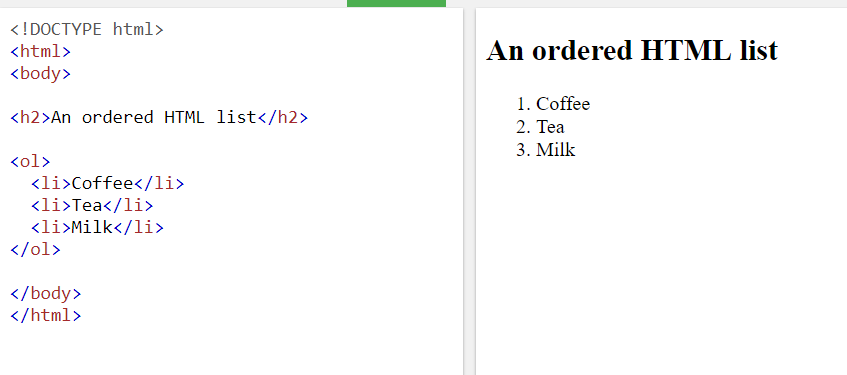 <!DOCTYPE html>
<html>
<body>
<h2>An ordered HTML list</h2>
<ol>
<li>Coffee</li>
<li>Tea</li>
<li>Milk</li>
</ol>
</body>
</html>
An ordered HTML list
1. Coffee
2. Tea
3. Milk